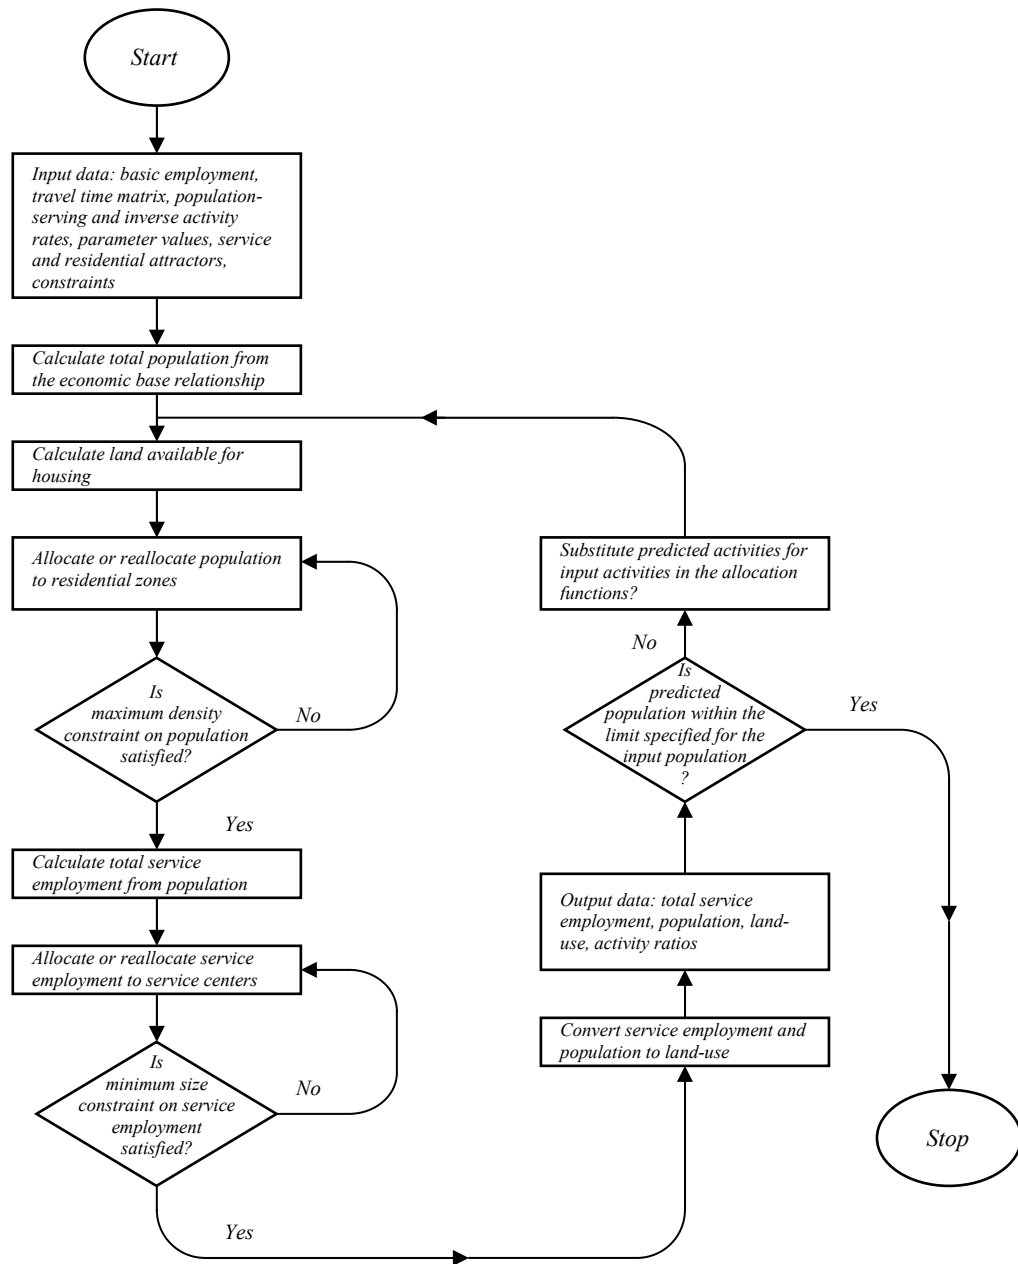 Start
Input data: basic employment,
travel time matrix, population-
serving and inverse activity
rates, parameter values, service
and residential attractors,
constraints
Calculate total population from
the economic base relationship
Calculate land available for
housing
Allocate or reallocate population
to residential zones
Is
maximum density
constraint on population
satisfied?
No
Yes
Calculate total service
employment from population
Allocate or reallocate service
employment to service centers
Is
minimum size
constraint on service
employment
satisfied?
No
Yes
Convert service employment and
population to land-use
Output data: total service
employment, population, land-
use, activity ratios
Is
predicted
population within the
limit specified for the
input population
?
No
Yes
Substitute predicted activities for
input activities in the allocation
functions?
Stop